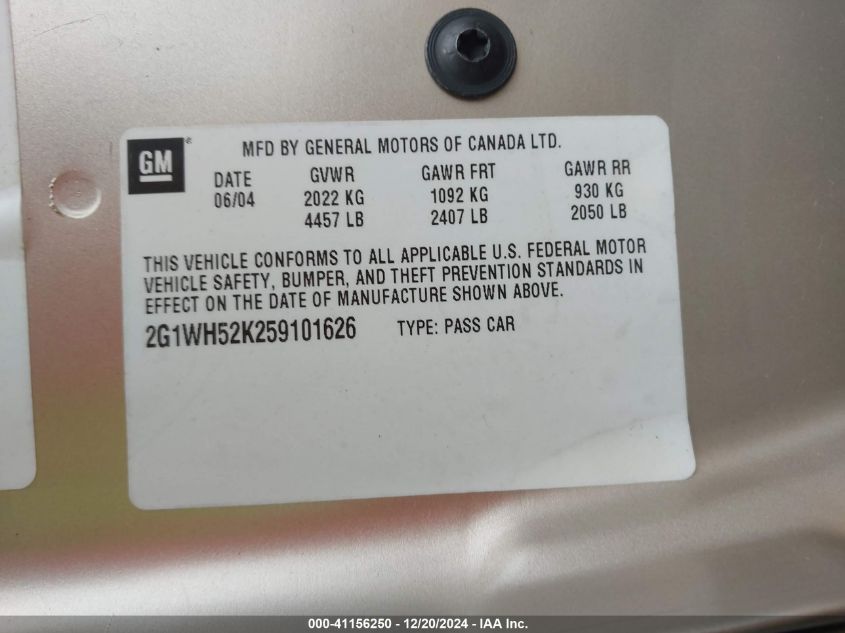 GM
MFD BY GENERAL MOTORS OF CANADA LTD.
DATE GVWR GAWR FRT GAWR RR
06/04 2022 KG 1092 KG 930 KG
4457 LB 2407 LB 2050 LB
THIS VEHICLE CONFORMS TO ALL APPLICABLE U.S. FEDERAL MOTOR
VEHICLE SAFETY, BUMPER, AND THEFT PREVENTION STANDARDS IN
EFFECT ON THE DATE OF MANUFACTURE SHOWN ABOVE.
2G1WH52K259101626 TYPE: PASS CAR
000-41156250 - 12/20/2024 - IAA Inc.